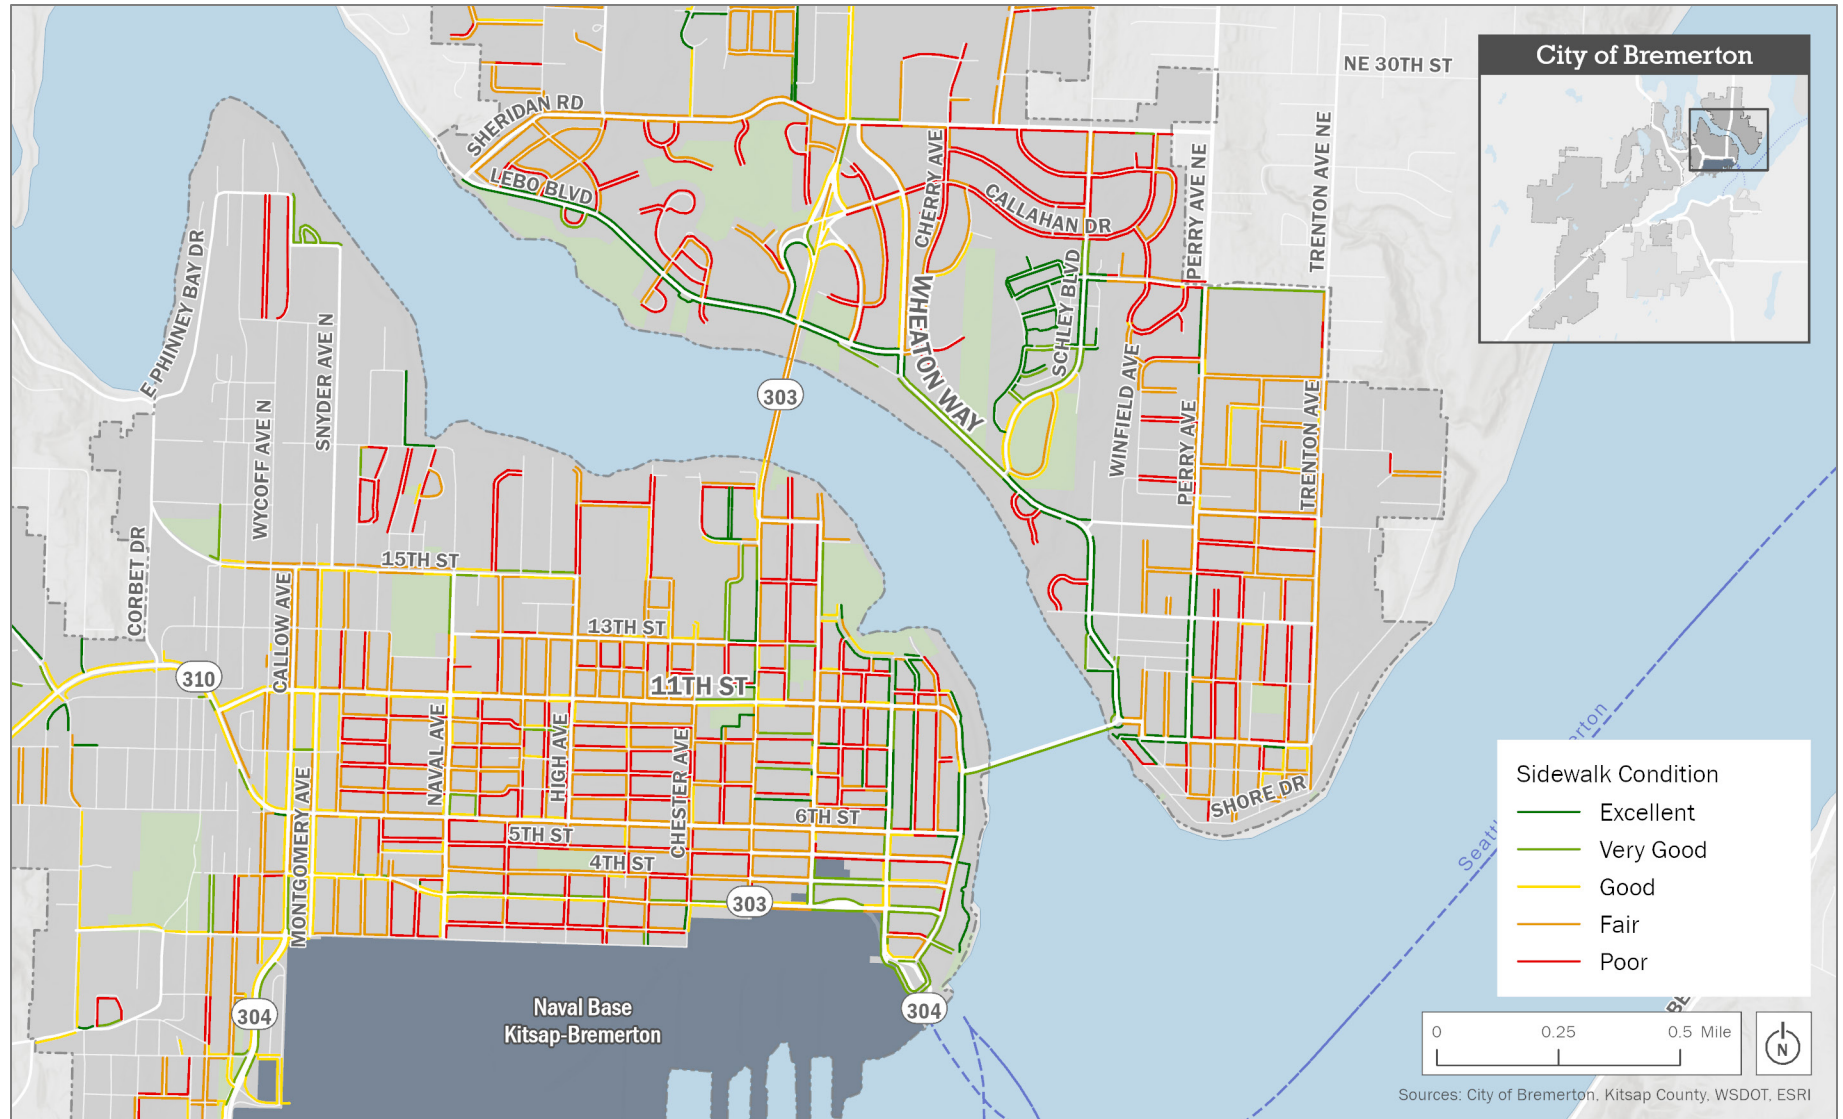 City of Bremerton
NE 30TH ST
SHERIDAN RD
LEBO BLVD
CHERRY AVE
CALLAHAN DR
PERRY AVE NE
TRENTON AVE NE
E PHINNEY BAY DR
SNYDER AVE N
WYCOFF AVE N
WHEATON WAY
SCHLEY BLVD
WINFIELD AVE
PERRY AVE
TRENTON AVE
303
CORBET DR
15TH ST
CALLOW AVE
13TH ST
310
11TH ST
NAVAL AVE
HIGH AVE
CHESTER AVE
MONTGOMERY AVE
6TH ST
5TH ST
4TH ST
303
SHORE DR
304
304
Naval Base
Kitsap-Bremerton
Seattl
erton
Sidewalk Condition
Excellent
Very Good
Good
Fair
Poor
BE
0 0.25 0.5 Mile
N
Sources: City of Bremerton, Kitsap County, WSDOT, ESRI